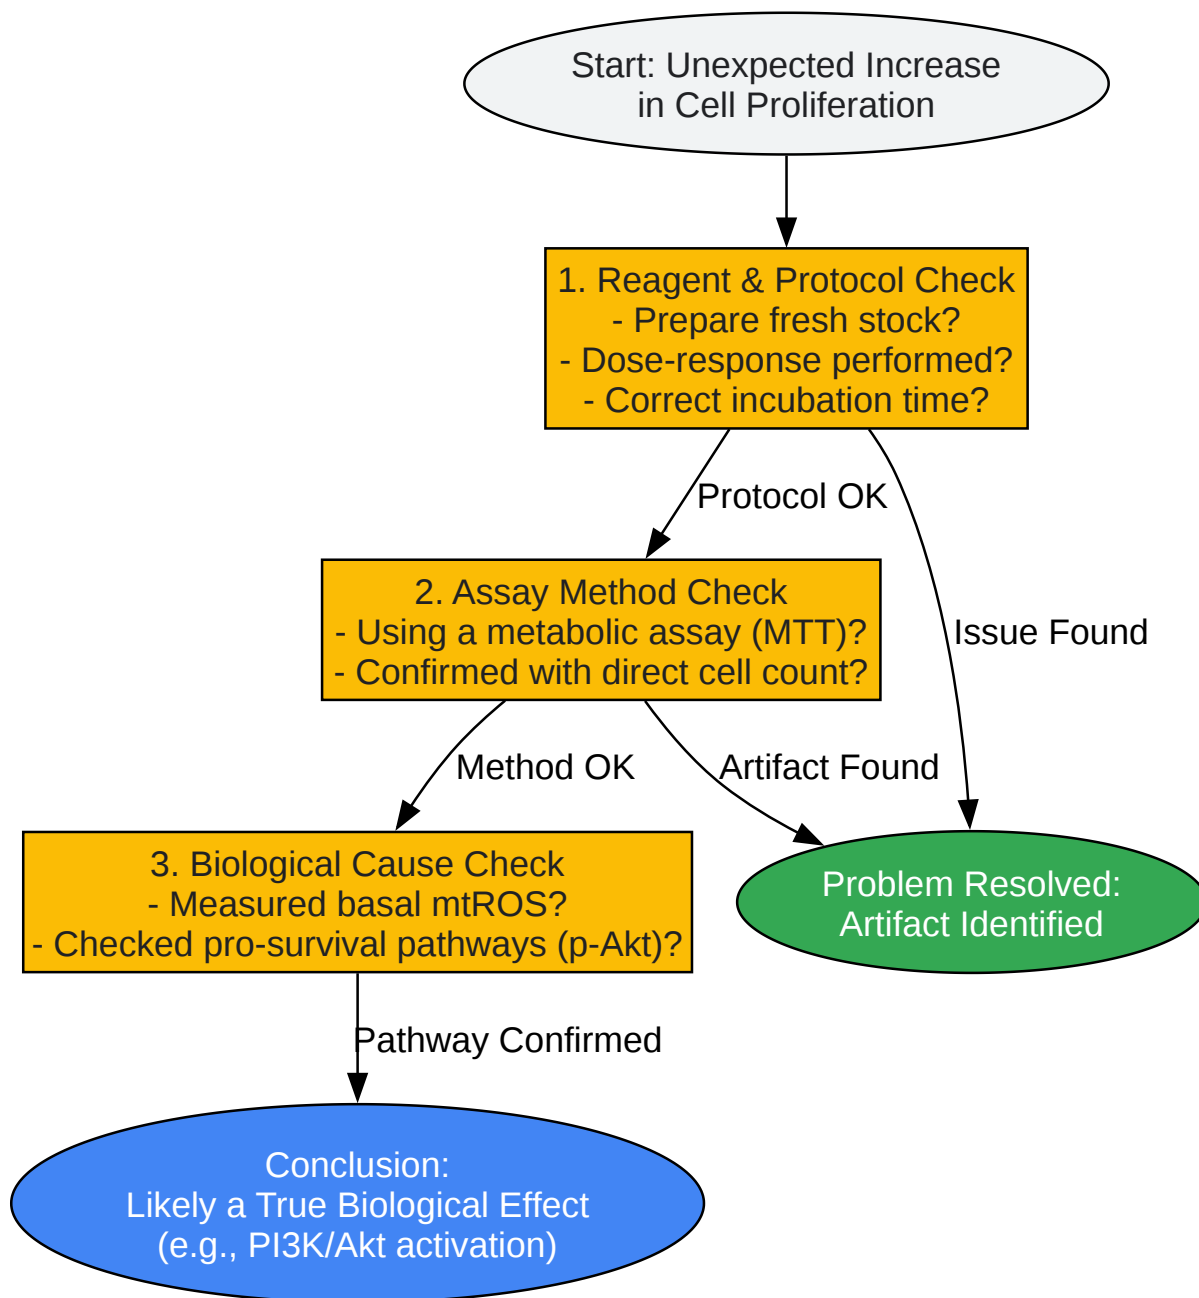 Start: Unexpected Increase
in Cell Proliferation
1. Reagent & Protocol Check
- Prepare fresh stock?
- Dose-response performed?
- Correct incubation time?
Protocol OK
Issue Found
2. Assay Method Check
- Using a metabolic assay (MTT)?
- Confirmed with direct cell count?
Method OK
Artifact Found
3. Biological Cause Check
- Measured basal mtROS?
- Checked pro-survival pathways (p-Akt)?
Problem Resolved:
Artifact Identified
Pathway Confirmed
Conclusion:
Likely a True Biological Effect
(e.g., PI3K/Akt activation)